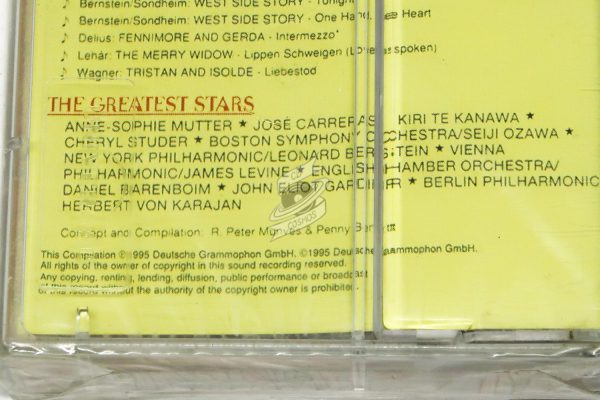 ♪ Bernstein/Sondheim: WEST SIDE STORY · Tonight
♪ Bernstein/Sondheim: WEST SIDE STORY · One Hand, Heart
♪ Delius: FENNIMORE AND GERDA · Intermezzo*
♪ Lehár: THE MERRY WIDOW · Lippen Schweigen (Love spoken)
♪ Wagner: TRISTAN AND ISOLDE · Liebestod
THE GREATEST STARS
ANNE-SOPHIE MUTTER ★ JOSÉ CARRERAS KIRI TE KANAWA ★
CHERYL STUDER ★ BOSTON SYMPHONY ORCHESTRA/SEIJI OZAWA ★
NEW YORK PHILHARMONIC/LEONARD BERNSTEIN ★ VIENNA
PHILHARMONIC/JAMES LEVINE ★ ENGLISH CHAMBER ORCHESTRA/
DANIEL BARENBOIM ★ JOHN ELIOT GARDINER ★ BERLIN PHILHARMONIC
HERBERT VON KARAJAN
KOSMOS
Concept and Compilation: R. Peter Munves & Penny
This Compilation ℗1995 Deutsche Grammophon GmbH, ©1995 Deutsche Grammophon GmbH.
All rights of the owner of copyright in this sound recording reserved.
Any copying, renting, lending, diffusion, public performance or broadcast
of this record without the authority of the copyright owner is prohibited.